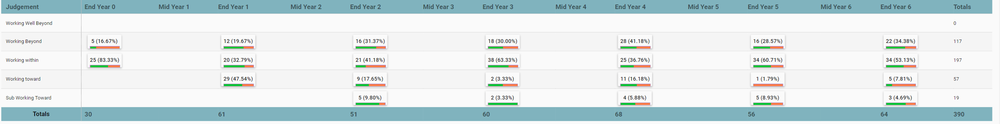 Judgement End Year 0 Mid Year 1 End Year 1 Mid Year 2 End Year 2 Mid Year 3 End Year 3 Mid Year 4 End Year 4 Mid Year 5 End Year 5 Mid Year 6 End Year 6 Totals
Working Well Beyond 0
Working Beyond 5 (16.67%) 12 (19.67%) 16 (31.37%) 18 (30.00%) 28 (41.18%) 16 (28.57%) 22 (34.38%) 117
Working within 25 (83.33%) 20 (32.79%) 21 (41.18%) 38 (63.33%) 25 (36.76%) 34 (60.71%) 34 (53.13%) 197
Working toward 29 (47.54%) 9 (17.65%) 2 (3.33%) 11 (16.18%) 1 (1.79%) 5 (7.81%) 57
Sub Working Toward 5 (9.80%) 2 (3.33%) 4 (5.88%) 5 (8.93%) 3 (4.69%) 19
Totals 30 61 51 60 68 56 64 390